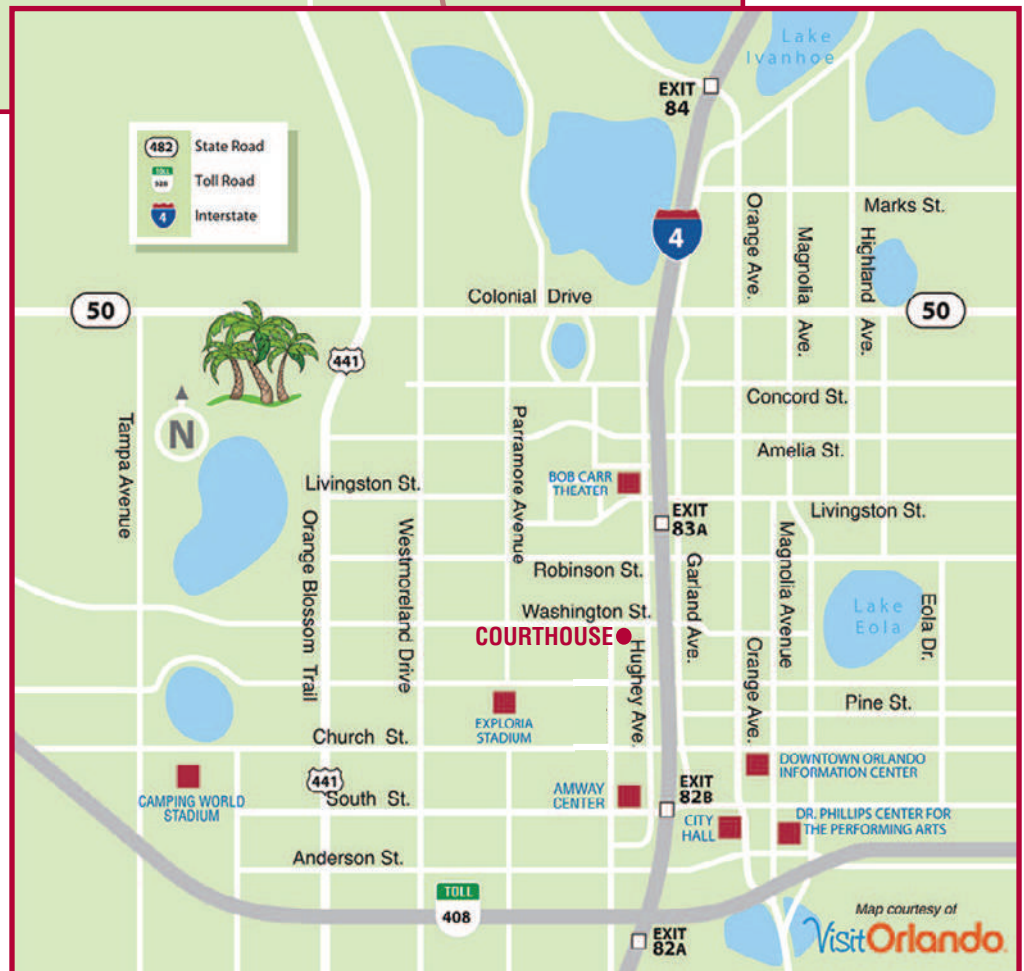 Lake
Ivanhoe
EXIT
84
482 State Road
TOLL
528
Toll Road
4 Interstate
4
Marks St.
Orange Ave.
Magnolia Ave.
Highland Ave.
Colonial Drive
50
50
441
N
Tampa Avenue
Concord St.
Parramore Avenue
Amelia St.
BOB CARR
THEATER
Livingston St.
Livingston St.
EXIT
83A
Orange Blossom Trail
Westmoreland Drive
Magnolia Avenue
Robinson St.
Garland Ave.
Washington St.
Lake
Eola
Eola Dr.
COURTHOUSE
Hughey Ave.
Orange Ave.
Pine St.
EXPLORIA
STADIUM
Church St.
DOWNTOWN ORLANDO
INFORMATION CENTER
441
CAMPING WORLD
STADIUM
South St.
AMWAY
CENTER
EXIT
82B
CITY
HALL
DR. PHILLIPS CENTER FOR
THE PERFORMING ARTS
Anderson St.
TOLL
408
EXIT
82A
Map courtesy of
Visit Orlando